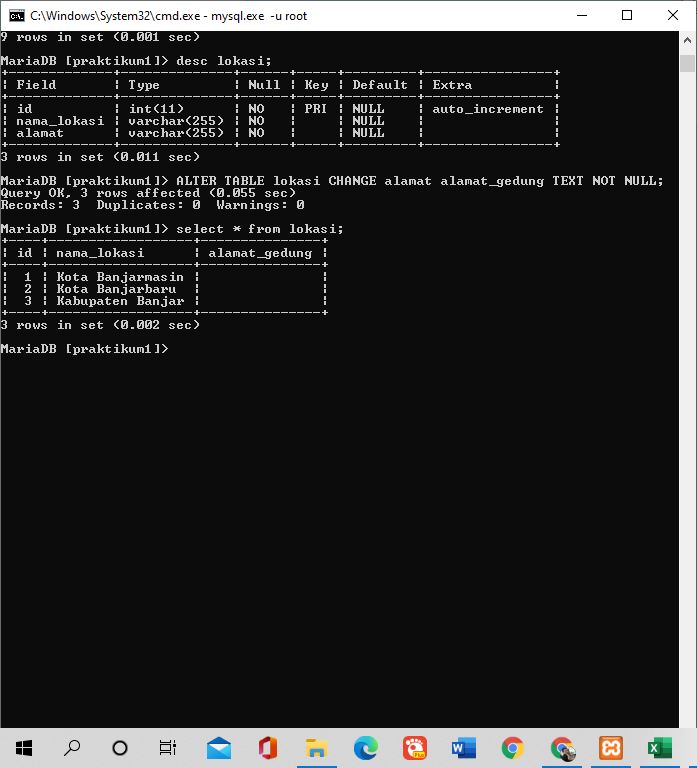 C:\Windows\System32\cmd.exe - mysql.exe -u root
9 rows in set (0.001 sec)
MariaDB [praktikum1]> desc lokasi;
+-------------+--------------+------+-----+---------+----------------+
| Field       | Type         | Null | Key | Default | Extra          |
+-------------+--------------+------+-----+---------+----------------+
| id          | int(11)      | NO   | PRI | NULL    | auto_increment |
| nama_lokasi | varchar(255) | NO   |     | NULL    |                |
| alamat      | varchar(255) | NO   |     | NULL    |                |
+-------------+--------------+------+-----+---------+----------------+
3 rows in set (0.011 sec)
MariaDB [praktikum1]> ALTER TABLE lokasi CHANGE alamat alamat_gedung TEXT NOT NULL;
Query OK, 3 rows affected (0.055 sec)
Records: 3  Duplicates: 0  Warnings: 0
MariaDB [praktikum1]> select * from lokasi;
+----+------------------+---------------+
| id | nama_lokasi      | alamat_gedung |
+----+------------------+---------------+
|  1 | Kota Banjarmasin |               |
|  2 | Kota Banjarbaru  |               |
|  3 | Kabupaten Banjar |               |
+----+------------------+---------------+
3 rows in set (0.002 sec)
MariaDB [praktikum1]>